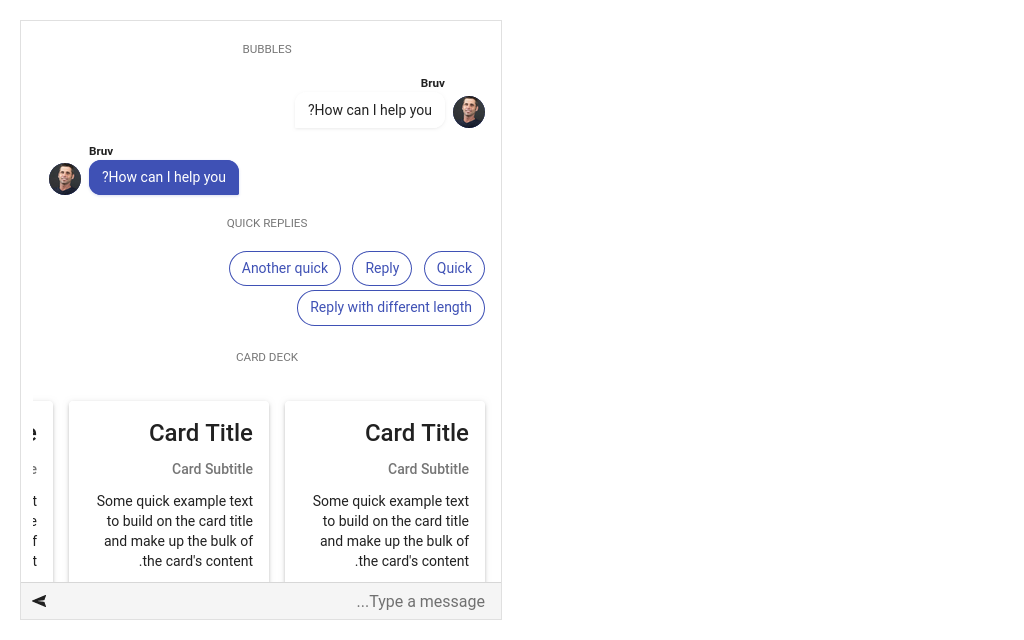 BUBBLES
Bruv
?How can I help you
Bruv
?How can I help you
QUICK REPLIES
Another quick Reply Quick
Reply with different length
CARD DECK
Card Title
Card Subtitle
Some quick example text
to build on the card title
and make up the bulk of
.the card's content
Card Title
Card Subtitle
Some quick example text
to build on the card title
and make up the bulk of
.the card's content
...Type a message